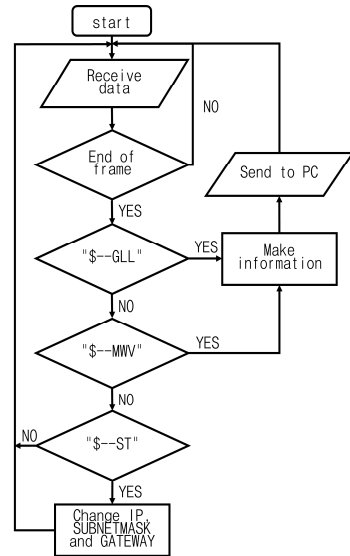 start
Receive
data
NO
End of
frame
Send to PC
YES
"$--GLL"
YES
Make
information
NO
"$--MWV"
YES
NO
NO
"$--ST"
YES
Change IP,
SUBNETMASK
and GATEWAY